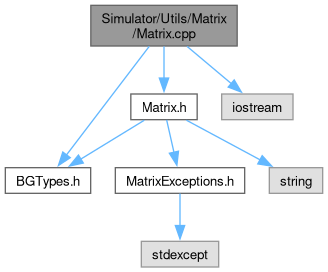 Simulator/Utils/Matrix
/Matrix.cpp
Matrix.h
iostream
BGTypes.h
MatrixExceptions.h
string
stdexcept